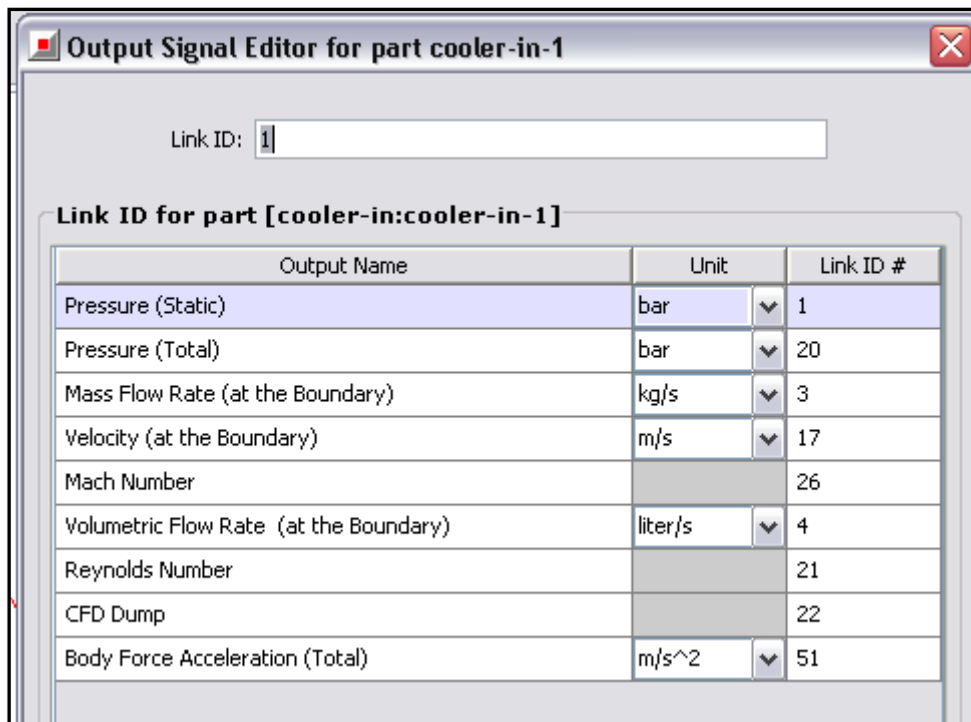 Output Signal Editor for part cooler-in-1
Link ID: 1
Link ID for part [cooler-in:cooler-in-1]
Output Name Unit Link ID #
Pressure (Static) bar 1
Pressure (Total) bar 20
Mass Flow Rate (at the Boundary) kg/s 3
Velocity (at the Boundary) m/s 17
Mach Number 26
Volumetric Flow Rate  (at the Boundary) liter/s 4
Reynolds Number 21
CFD Dump 22
Body Force Acceleration (Total) m/s^2 51